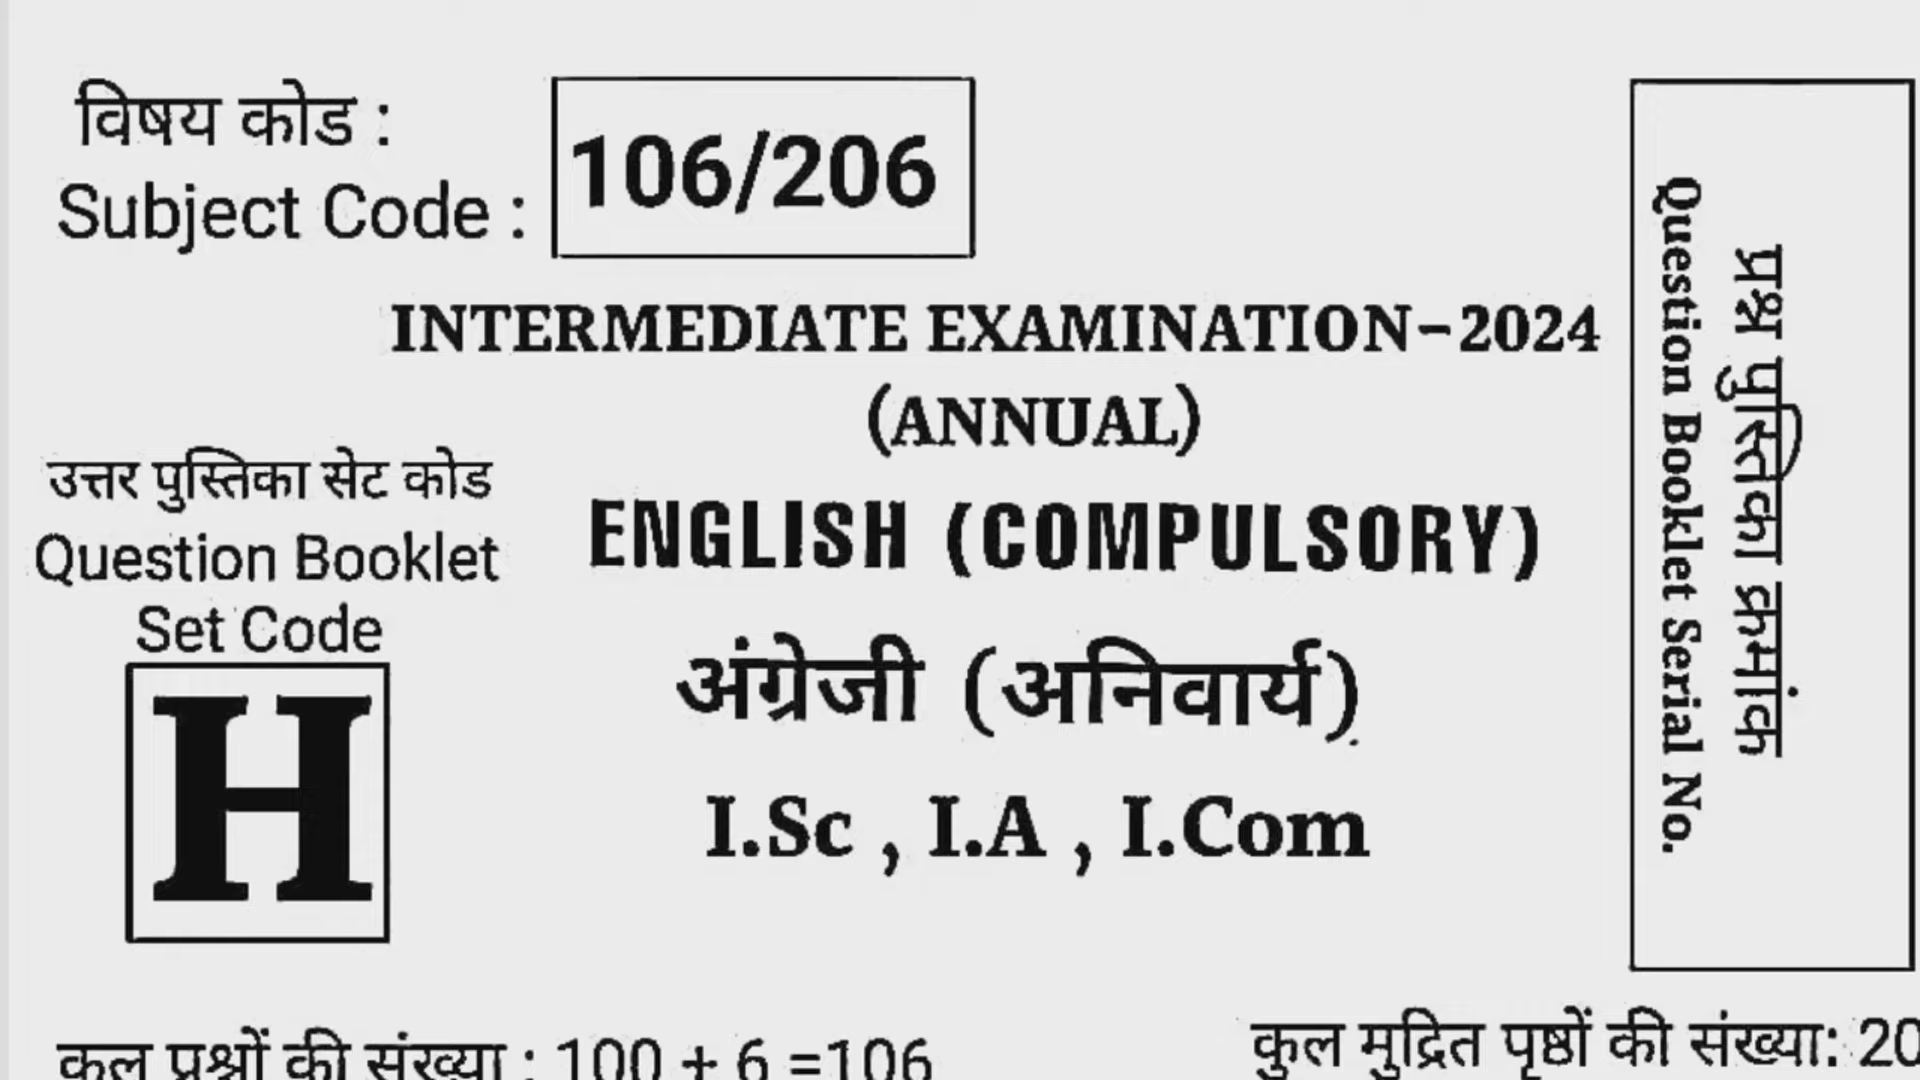 विषय कोड :
Subject Code :
106/206
INTERMEDIATE EXAMINATION-2024
(ANNUAL)
उत्तर पुस्तिका सेट कोड
Question Booklet
Set Code
H
ENGLISH (COMPULSORY)
अंग्रेजी (अनिवार्य)
I.Sc , I.A , I.Com
प्रश्न पुस्तिका क्रमांक
Question Booklet Serial No.
कुल प्रश्नों की संख्या : 100 + 6 =106
कुल मुद्रित पृष्ठों की संख्या: 20